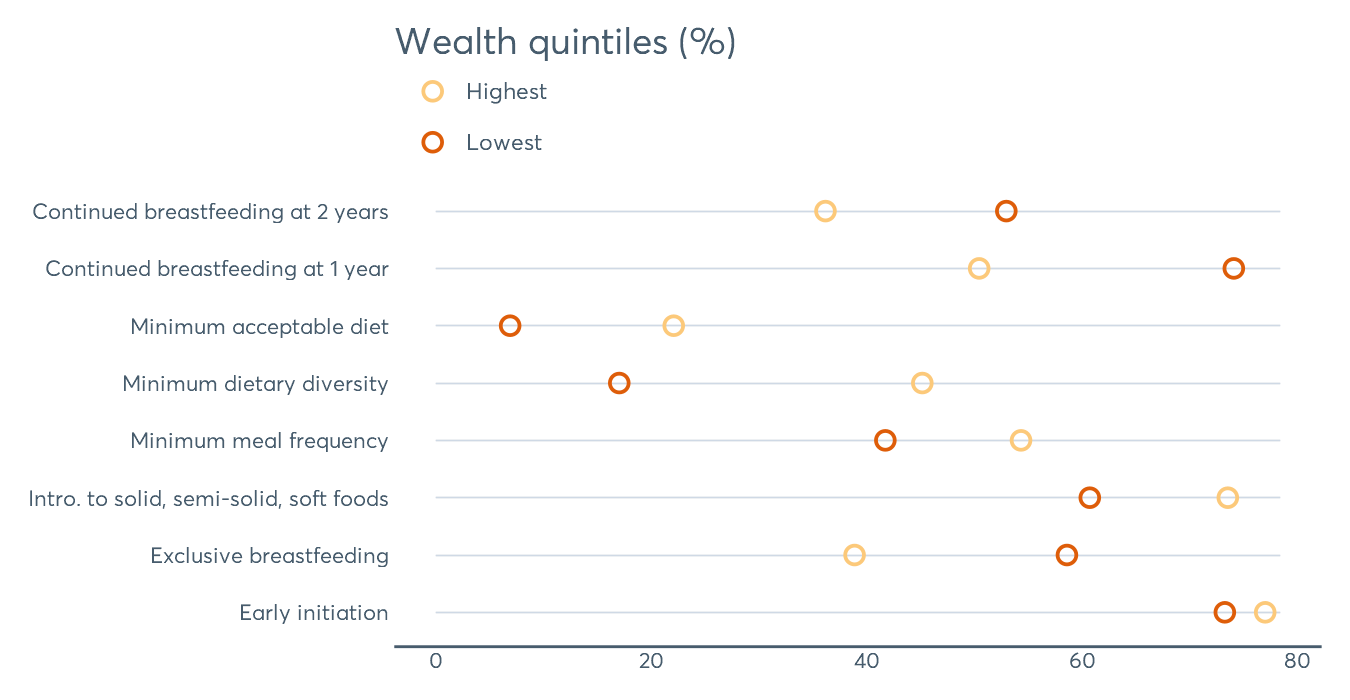 Wealth quintiles (%)
Highest
Lowest
Continued breastfeeding at 2 years
Continued breastfeeding at 1 year
Minimum acceptable diet
Minimum dietary diversity
Minimum meal frequency
Intro. to solid, semi-solid, soft foods
Exclusive breastfeeding
Early initiation
0 20 40 60 80